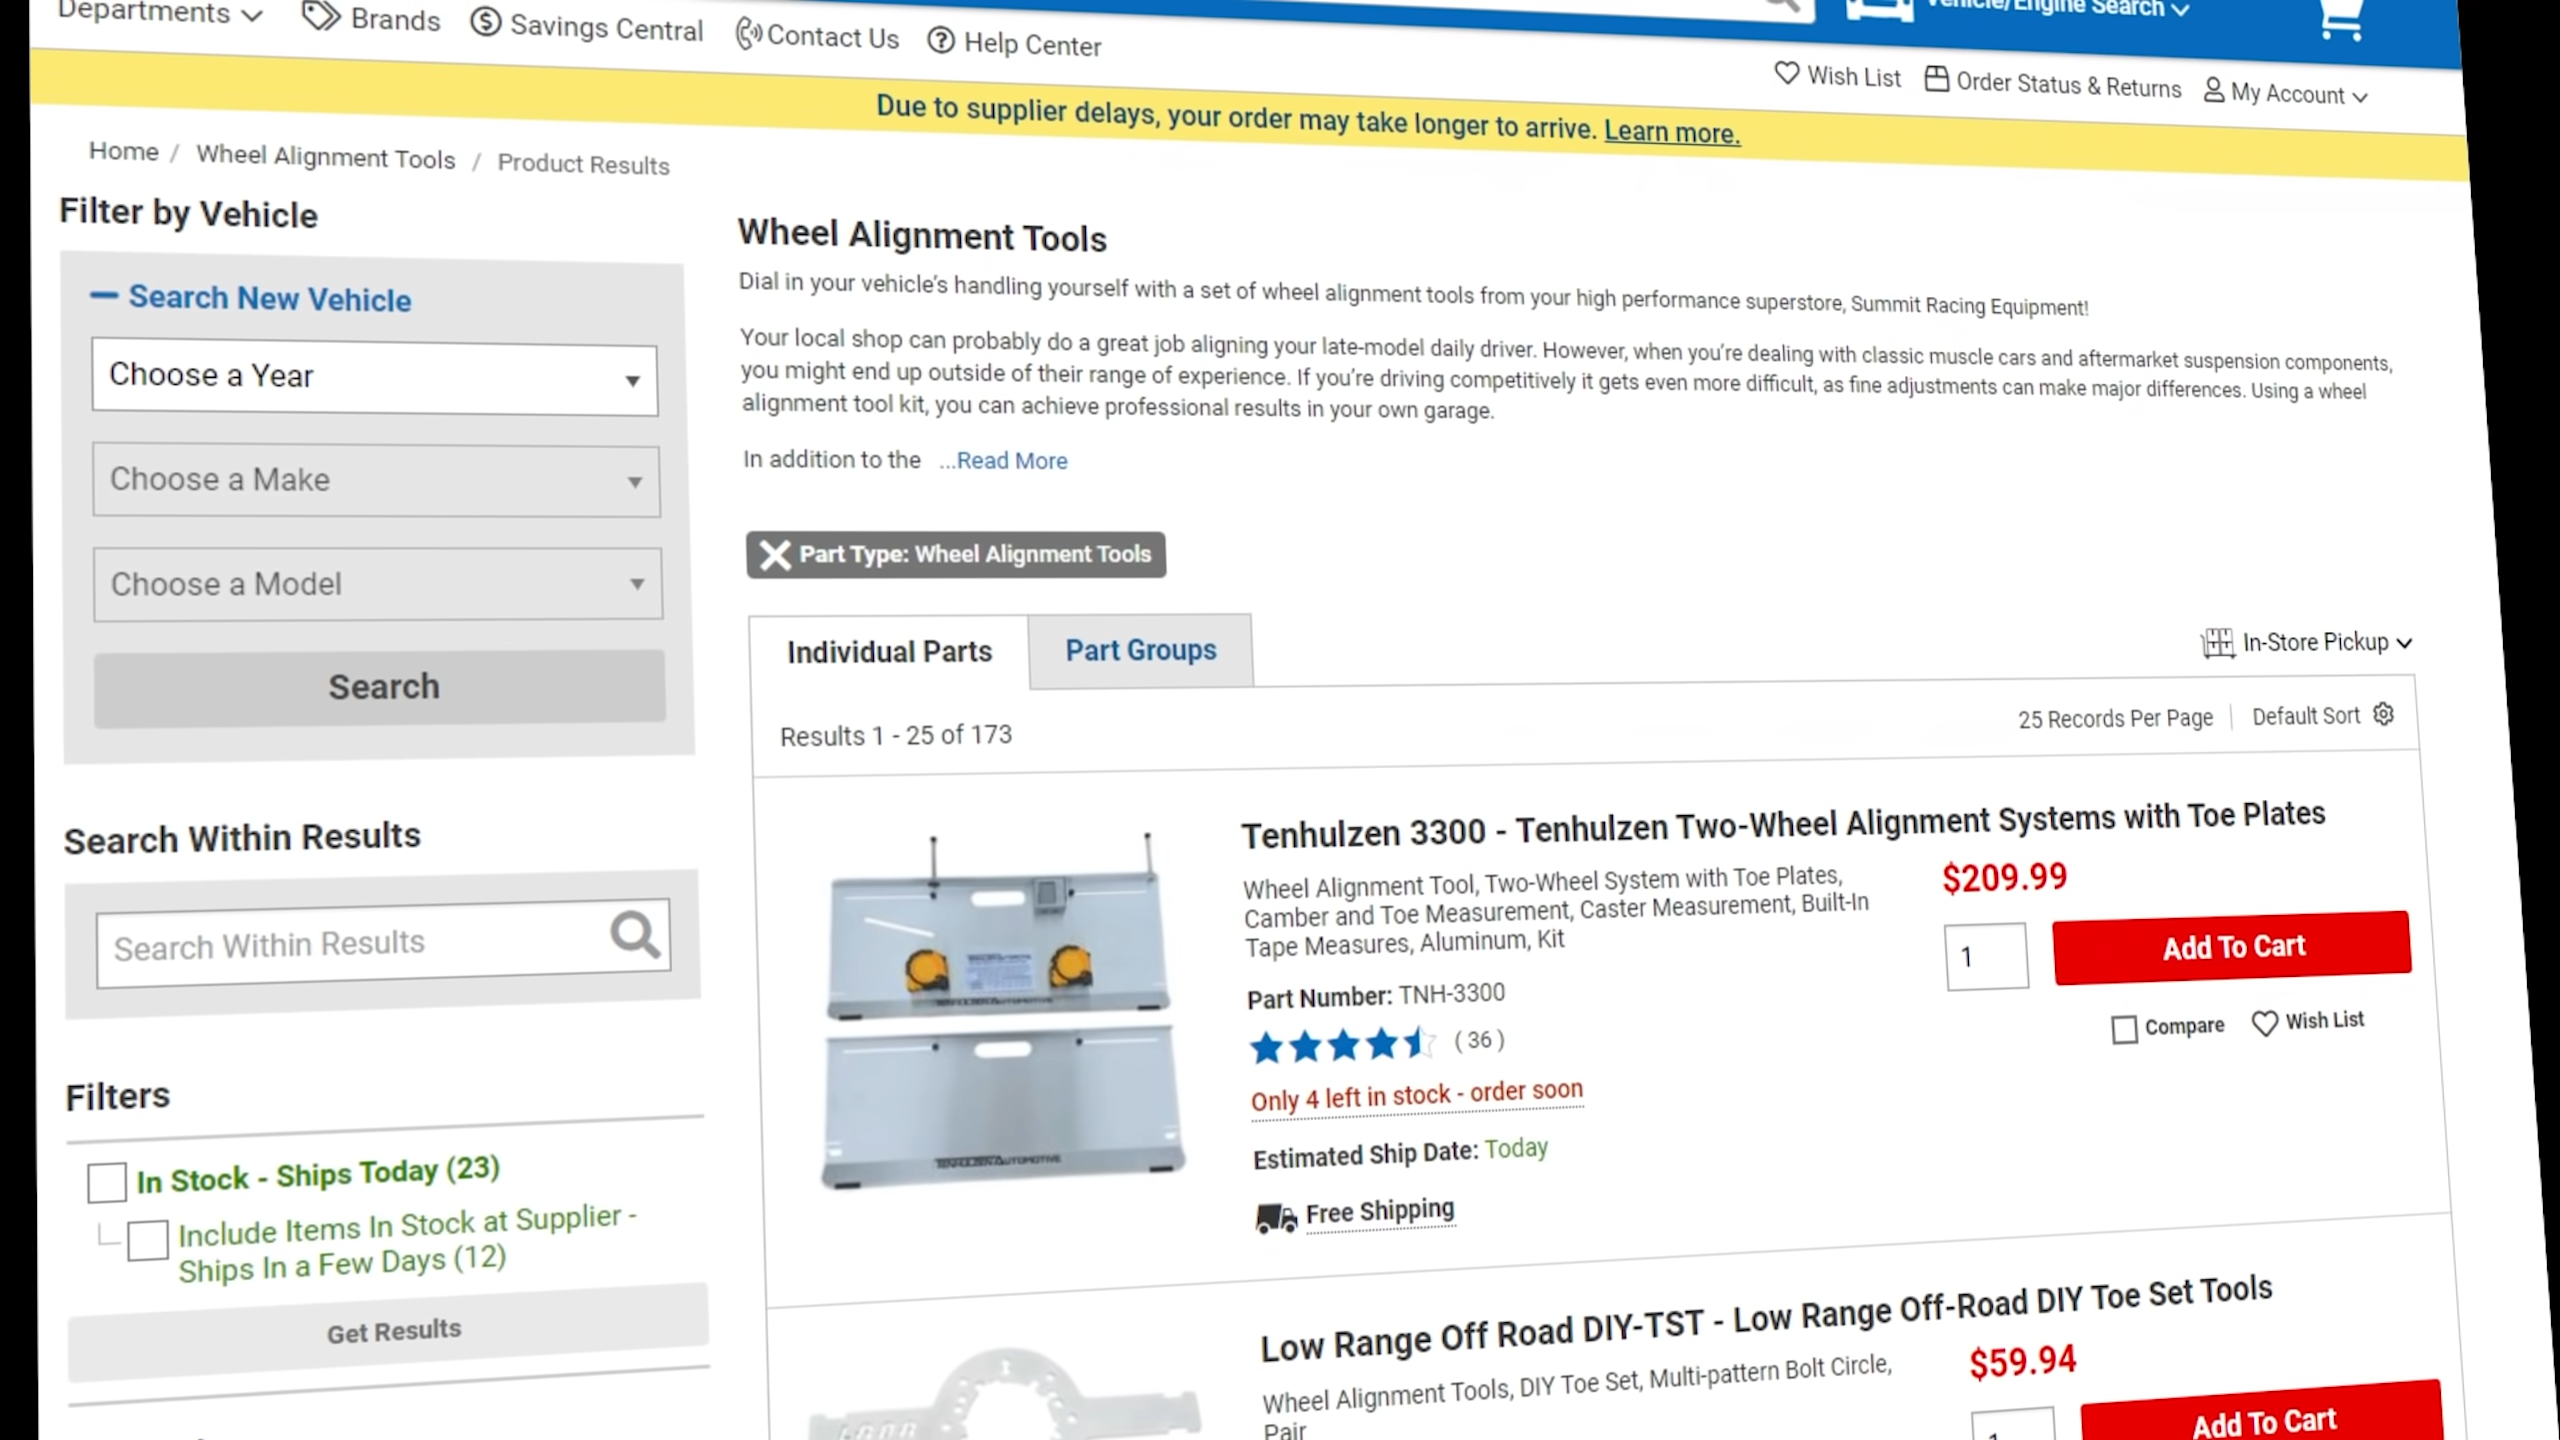 Departments
Brands
Savings Central
Contact Us
Help Center
Vehicle/Engine Search
Wish List
Order Status & Returns
My Account
Due to supplier delays, your order may take longer to arrive. Learn more.
Home / Wheel Alignment Tools / Product Results
Filter by Vehicle
Search New Vehicle
Choose a Year
Choose a Make
Choose a Model
Search
Search Within Results
Search Within Results
Filters
In Stock - Ships Today (23)
Include Items In Stock at Supplier -
Ships In a Few Days (12)
Get Results
Wheel Alignment Tools
Dial in your vehicle's handling yourself with a set of wheel alignment tools from your high performance superstore, Summit Racing Equipment!
Your local shop can probably do a great job aligning your late-model daily driver. However, when you're dealing with classic muscle cars and aftermarket suspension components,
you might end up outside of their range of experience. If you're driving competitively it gets even more difficult, as fine adjustments can make major differences. Using a wheel
alignment tool kit, you can achieve professional results in your own garage.
In addition to the ...Read More
Part Type: Wheel Alignment Tools
Individual Parts
Part Groups
In-Store Pickup
Results 1 - 25 of 173
25 Records Per Page
Default Sort
Tenhulzen 3300 - Tenhulzen Two-Wheel Alignment Systems with Toe Plates
Wheel Alignment Tool, Two-Wheel System with Toe Plates,
Camber and Toe Measurement, Caster Measurement, Built-In
Tape Measures, Aluminum, Kit
$209.99
1
Add To Cart
Part Number: TNH-3300
(36)
Compare
Wish List
Only 4 left in stock - order soon
Estimated Ship Date: Today
Free Shipping
TENHULZEN AUTOMOTIVE
Low Range Off Road DIY-TST - Low Range Off-Road DIY Toe Set Tools
Wheel Alignment Tools, DIY Toe Set, Multi-pattern Bolt Circle,
Pair
$59.94
1
Add To Cart